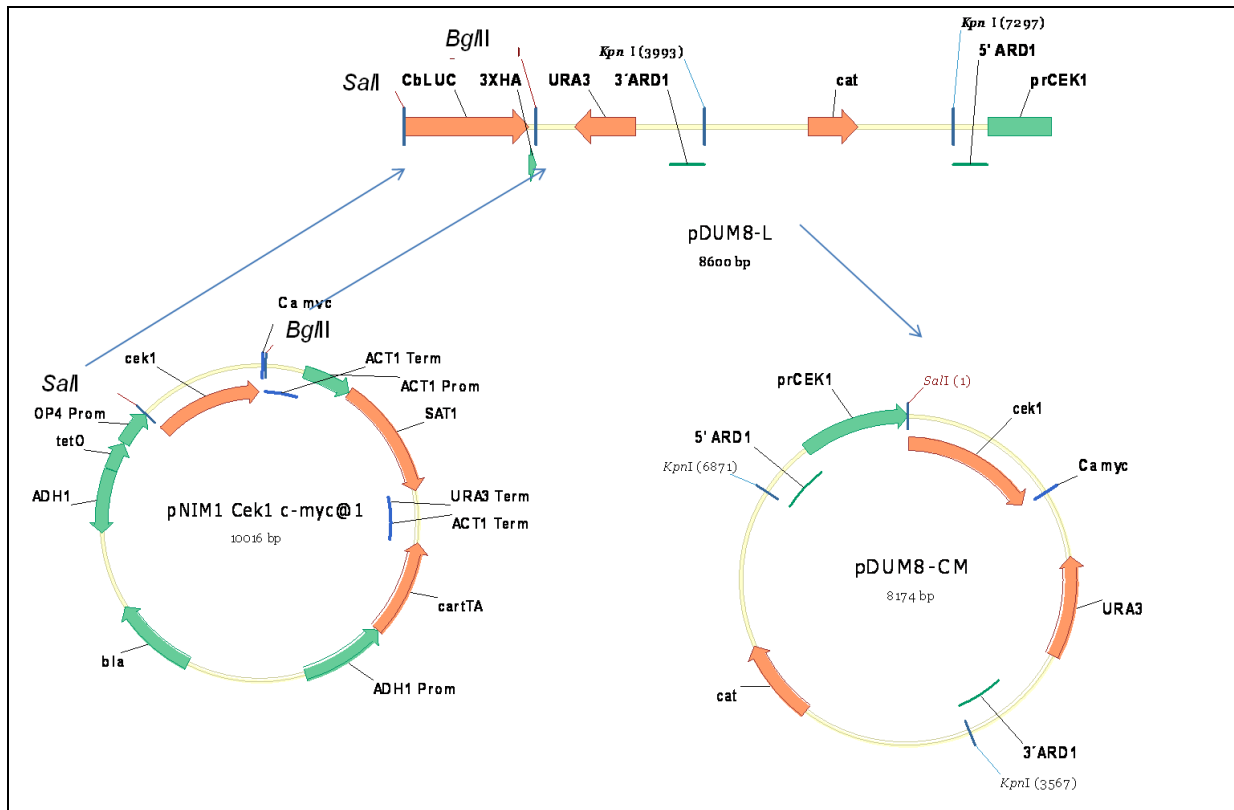 Kpn I (7297)
BglII
Kpn I (3993)
5' ARD1
SalI
CbLUC
3XHA
URA3
3´ARD1
cat
prCEK1
pDUM8-L
8600 bp
Ca myc
BglII
cek1
ACT1 Term
SalI
ACT1 Prom
OP4 Prom
SAT1
tetO
ADH1
URA3 Term
pNIM1 Cek1 c-myc@1
ACT1 Term
10016 bp
cartTA
bla
ADH1 Prom
prCEK1
SalI (1)
cek1
5' ARD1
KpnI (6871)
Ca myc
pDUM8-CM
8174 bp
URA3
cat
3´ARD1
KpnI (3567)